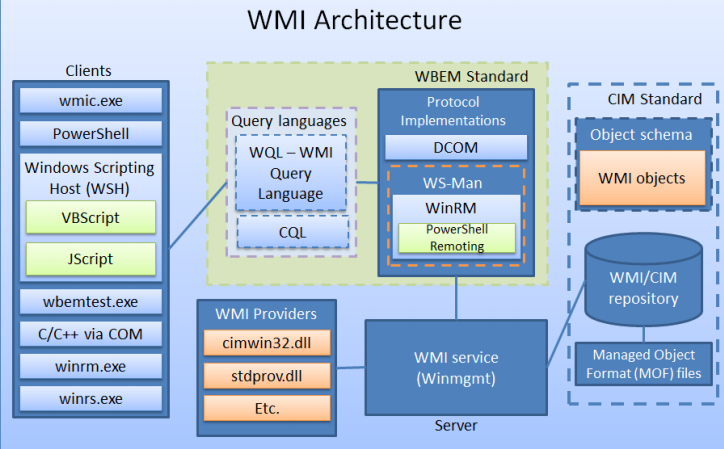 WMI Architecture
Clients
wmic.exe
PowerShell
Windows Scripting
Host (WSH)
VBScript
JScript
wbemtest.exe
C/C++ via COM
winrm.exe
winrs.exe
WBEM Standard
Query languages
WQL – WMI
Query
Language
CQL
Protocol
Implementations
DCOM
WS-Man
WinRM
PowerShell
Remoting
CIM Standard
Object schema
WMI objects
WMI/CIM
repository
Managed Object
Format (MOF) files
WMI Providers
cimwin32.dll
stdprov.dll
Etc.
WMI service
(Winmgmt)
Server